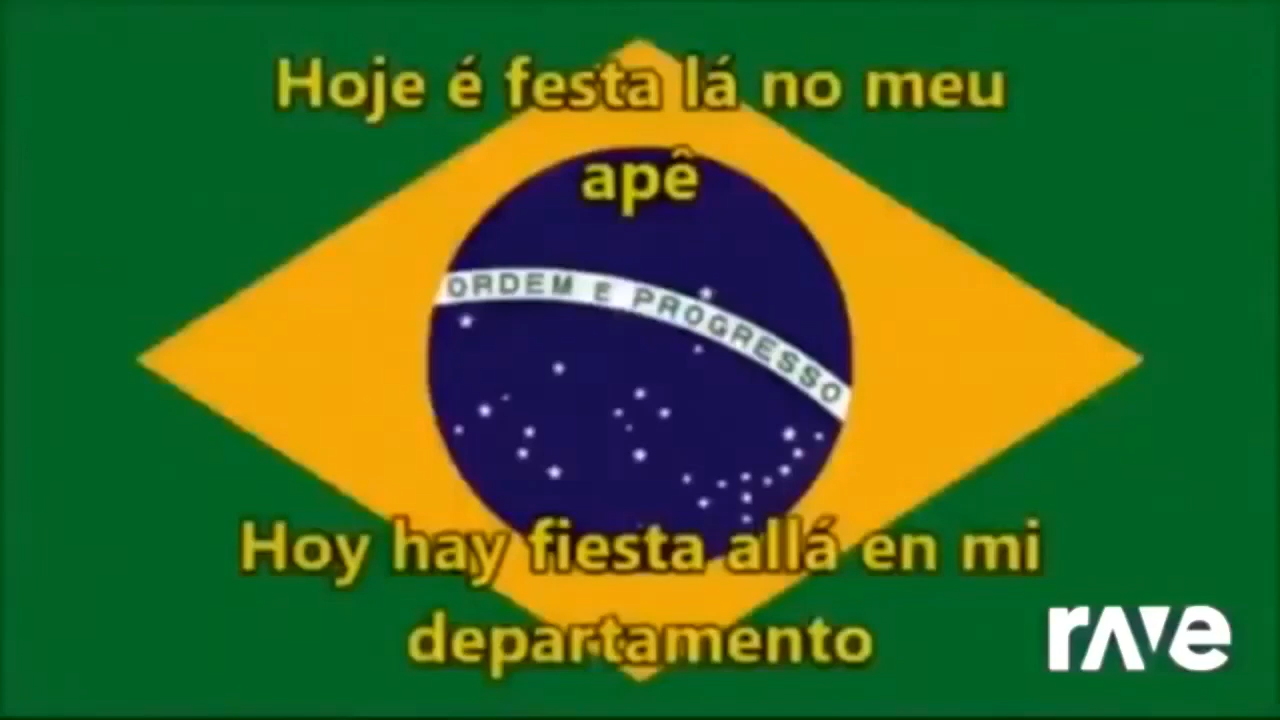 Hoje é festa lá no meu
apê
ORDEM E PROGRESSO
Hoy hay fiesta allá en mi
departamento
rave